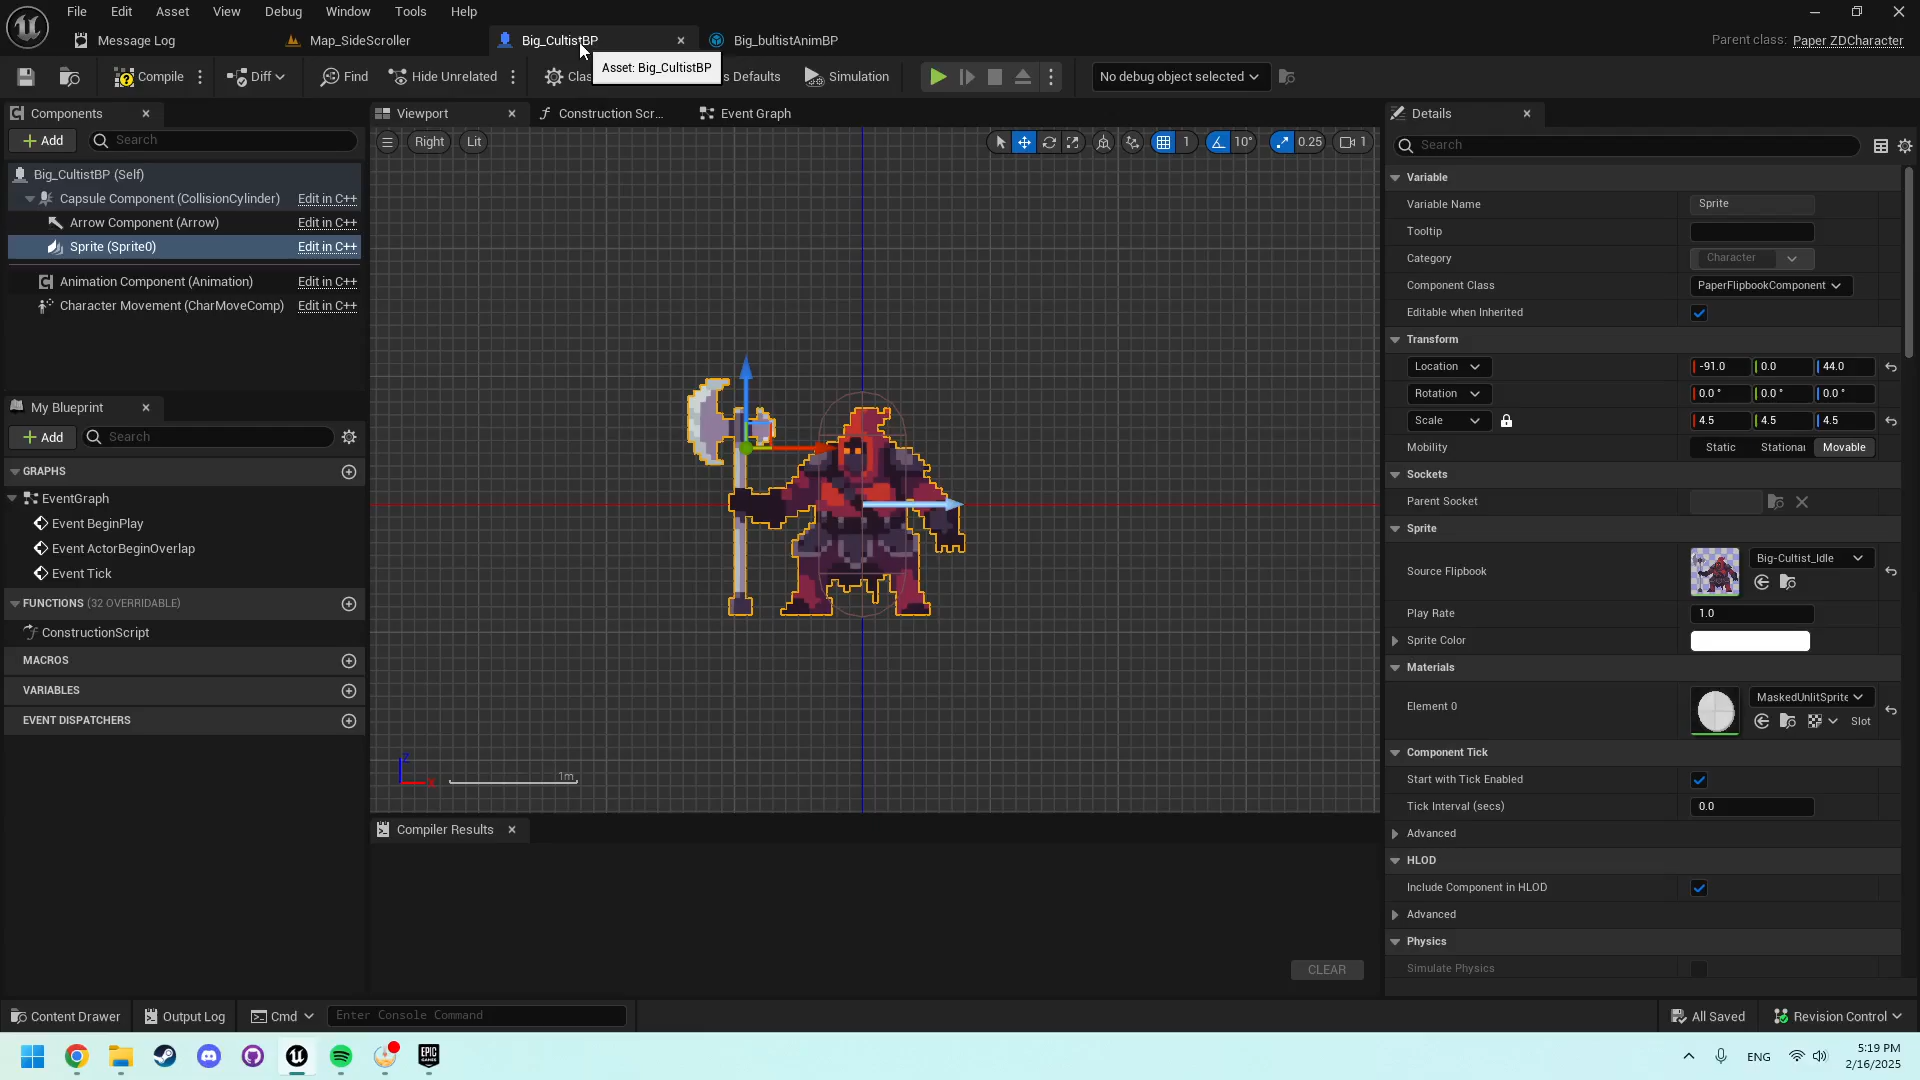 File Edit Asset View Debug Window Tools Help
Message Log
Map_SideScroller
Big_CultistBP
Big_bultistAnimBP
Parent class: Paper ZDCharacter
Asset: Big_CultistBP
Compile
Diff
Find
Hide Unrelated
Simulation
No debug object selected
Components
Add
Search
Big_CultistBP (Self)
Capsule Component (CollisionCylinder) Edit in C++
Arrow Component (Arrow) Edit in C++
Sprite (Sprite0) Edit in C++
Animation Component (Animation) Edit in C++
Character Movement (CharMoveComp) Edit in C++
My Blueprint
Add
Search
GRAPHS
EventGraph
Event BeginPlay
Event ActorBeginOverlap
Event Tick
FUNCTIONS (32 OVERRIDABLE)
ConstructionScript
MACROS
VARIABLES
EVENT DISPATCHERS
Viewport
Construction Scr...
Event Graph
Right
Lit
1
10°
0.25
1
Z
X
1m
Compiler Results
CLEAR
Details
Search
Variable
Variable Name Sprite
Tooltip
Category Character
Component Class PaperFlipbookComponent
Editable when Inherited
Transform
Location -91.0 0.0 44.0
Rotation 0.0 ° 0.0 ° 0.0 °
Scale 4.5 4.5 4.5
Mobility Static Stationar Movable
Sockets
Parent Socket
Sprite
Source Flipbook Big-Cultist_Idle
Play Rate 1.0
Sprite Color
Materials
Element 0 MaskedUnlitSprite
Slot
Component Tick
Start with Tick Enabled
Tick Interval (secs) 0.0
Advanced
HLOD
Include Component in HLOD
Advanced
Physics
Simulate Physics
Content Drawer
Output Log
Cmd
Enter Console Command
All Saved
Revision Control
EPIC GAMES
ENG
5:19 PM
2/16/2025